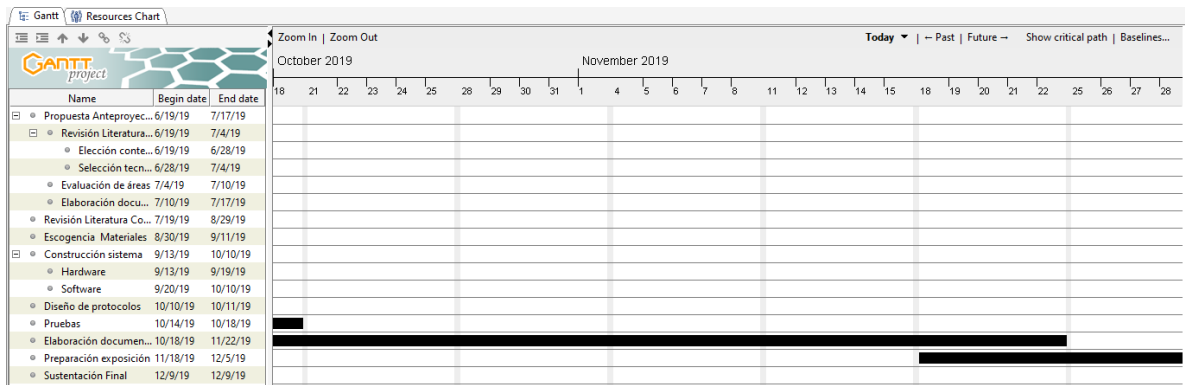 Gantt Resources Chart
Zoom In | Zoom Out Today ▼ | ← Past | Future → Show critical path | Baselines...
GANTT project
October 2019 November 2019
18 21 22 23 24 25 28 29 30 31 1 4 5 6 7 8 11 12 13 14 15 18 19 20 21 22 25 26 27 28
Name Begin date End date
Propuesta Anteproyec... 6/19/19 7/17/19
Revisión Literatura... 6/19/19 7/4/19
Elección conte... 6/19/19 6/28/19
Selección tecn... 6/28/19 7/4/19
Evaluación de áreas 7/4/19 7/10/19
Elaboración docu... 7/10/19 7/17/19
Revisión Literatura Co... 7/19/19 8/29/19
Escogencia Materiales 8/30/19 9/11/19
Construcción sistema 9/13/19 10/10/19
Hardware 9/13/19 9/19/19
Software 9/20/19 10/10/19
Diseño de protocolos 10/10/19 10/11/19
Pruebas 10/14/19 10/18/19
Elaboración documen... 10/18/19 11/22/19
Preparación exposición 11/18/19 12/5/19
Sustentación Final 12/9/19 12/9/19